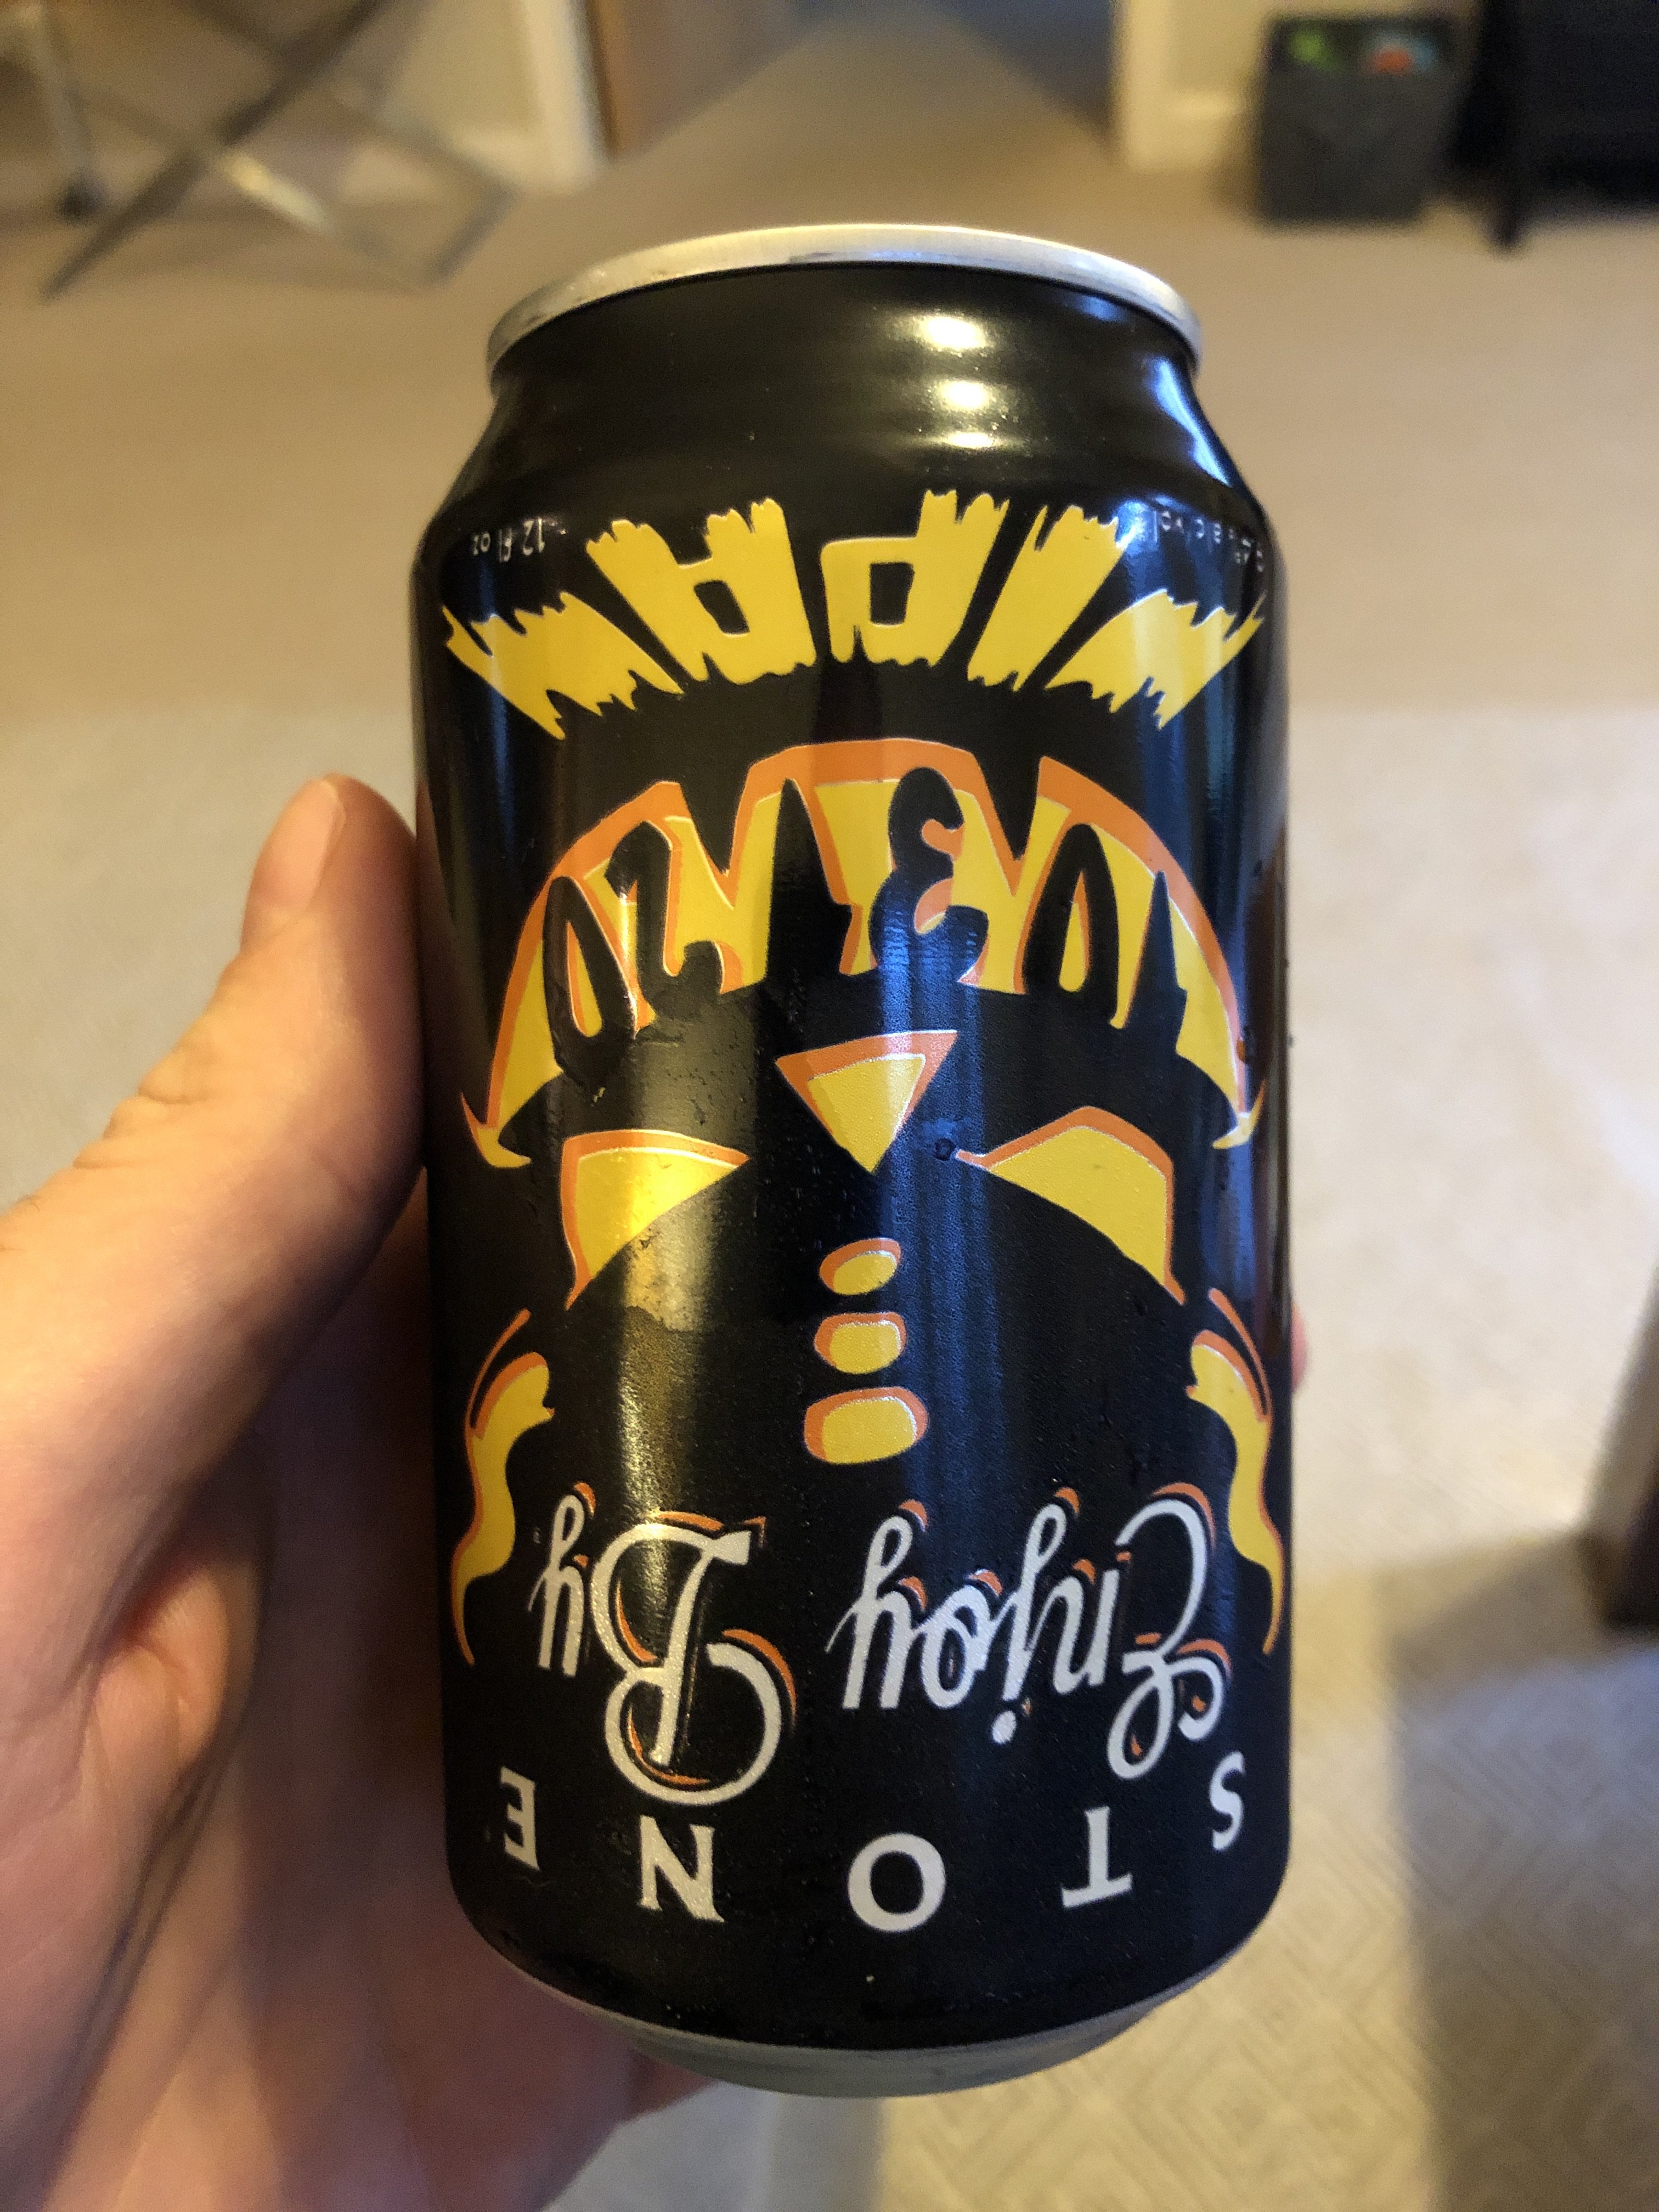 STONE
Enjoy By
10.31.20
IPA
12 fl oz